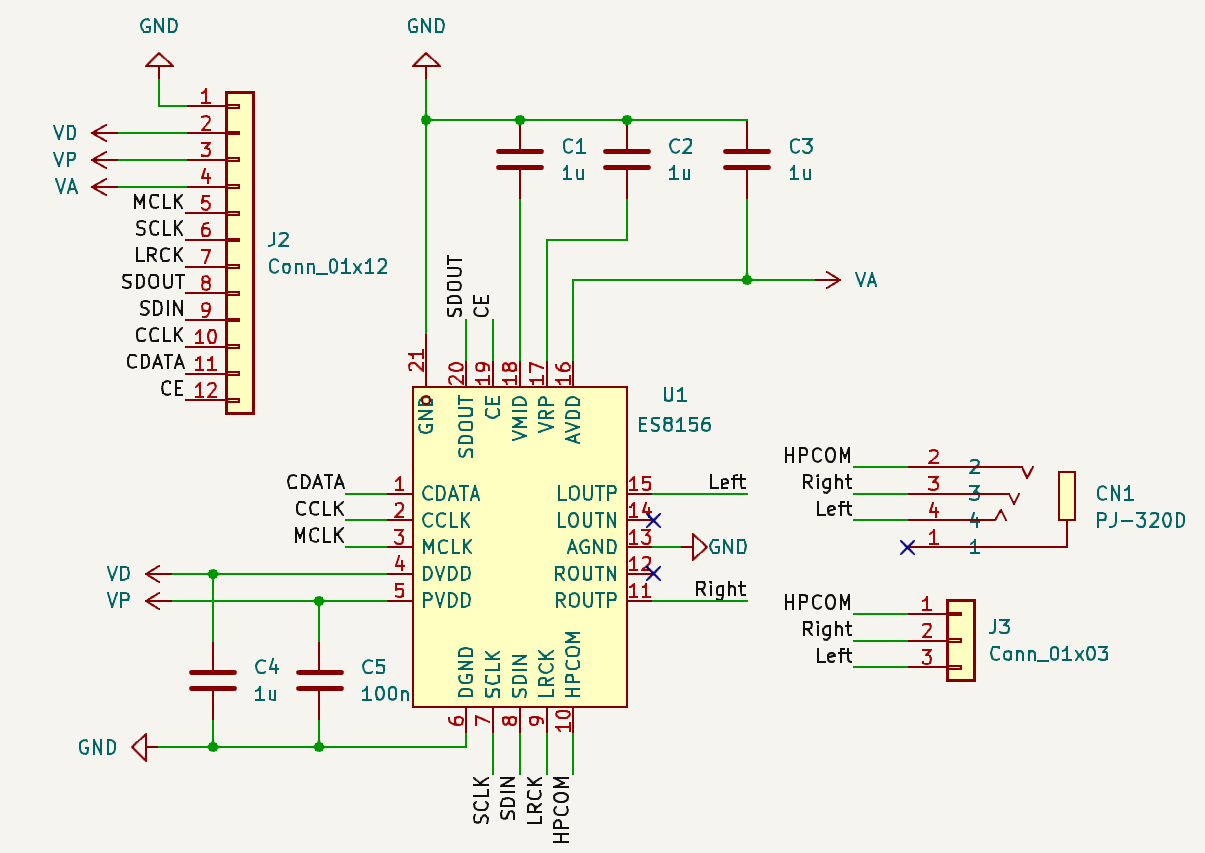 GND
1
VD
2
VP
3
VA
4
MCLK
5
SCLK
6
LRCK
7
SDOUT
8
SDIN
9
CCLK
10
CDATA
11
CE
12
J2
Conn_01x12
GND
C1
1u
C2
1u
C3
1u
VA
SDOUT
CE
21
20
19
18
17
16
GND
SDOUT
CE
VMID
VRP
AVDD
U1
ES8156
CDATA
1
CDATA
CCLK
2
CCLK
MCLK
3
MCLK
VD
4
DVDD
VP
5
PVDD
LOUTP
15
Left
LOUTN
14
AGND
13
GND
ROUTN
12
ROUTP
11
Right
DGND
SCLK
SDIN
LRCK
HPCOM
6
7
8
9
10
SCLK
SDIN
LRCK
HPCOM
C4
1u
C5
100n
GND
HPCOM
2
2
Right
3
3
Left
4
4
1
1
CN1
PJ-320D
HPCOM
1
Right
2
Left
3
J3
Conn_01x03